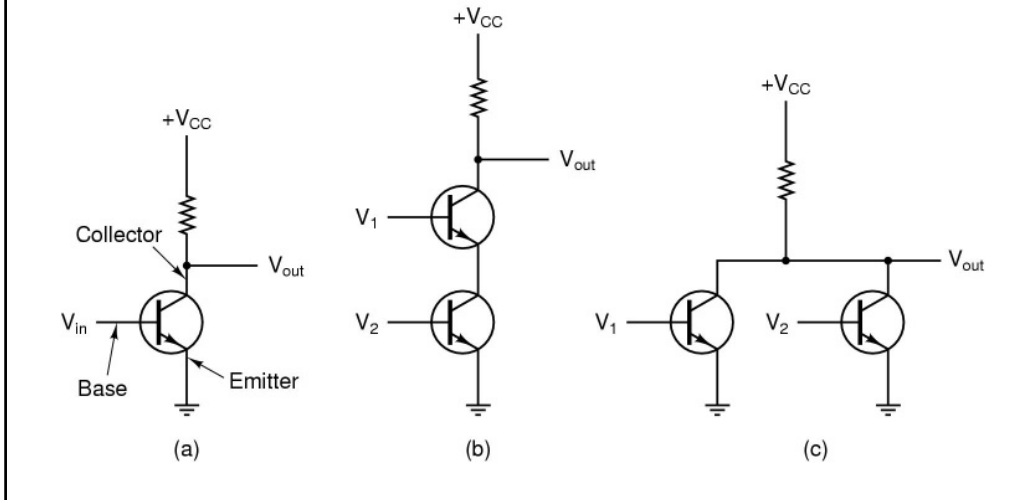 +VCC
Collector
Vout
Vin
Base
Emitter
(a)
+VCC
Vout
V1
V2
(b)
+VCC
Vout
V1
V2
(c)